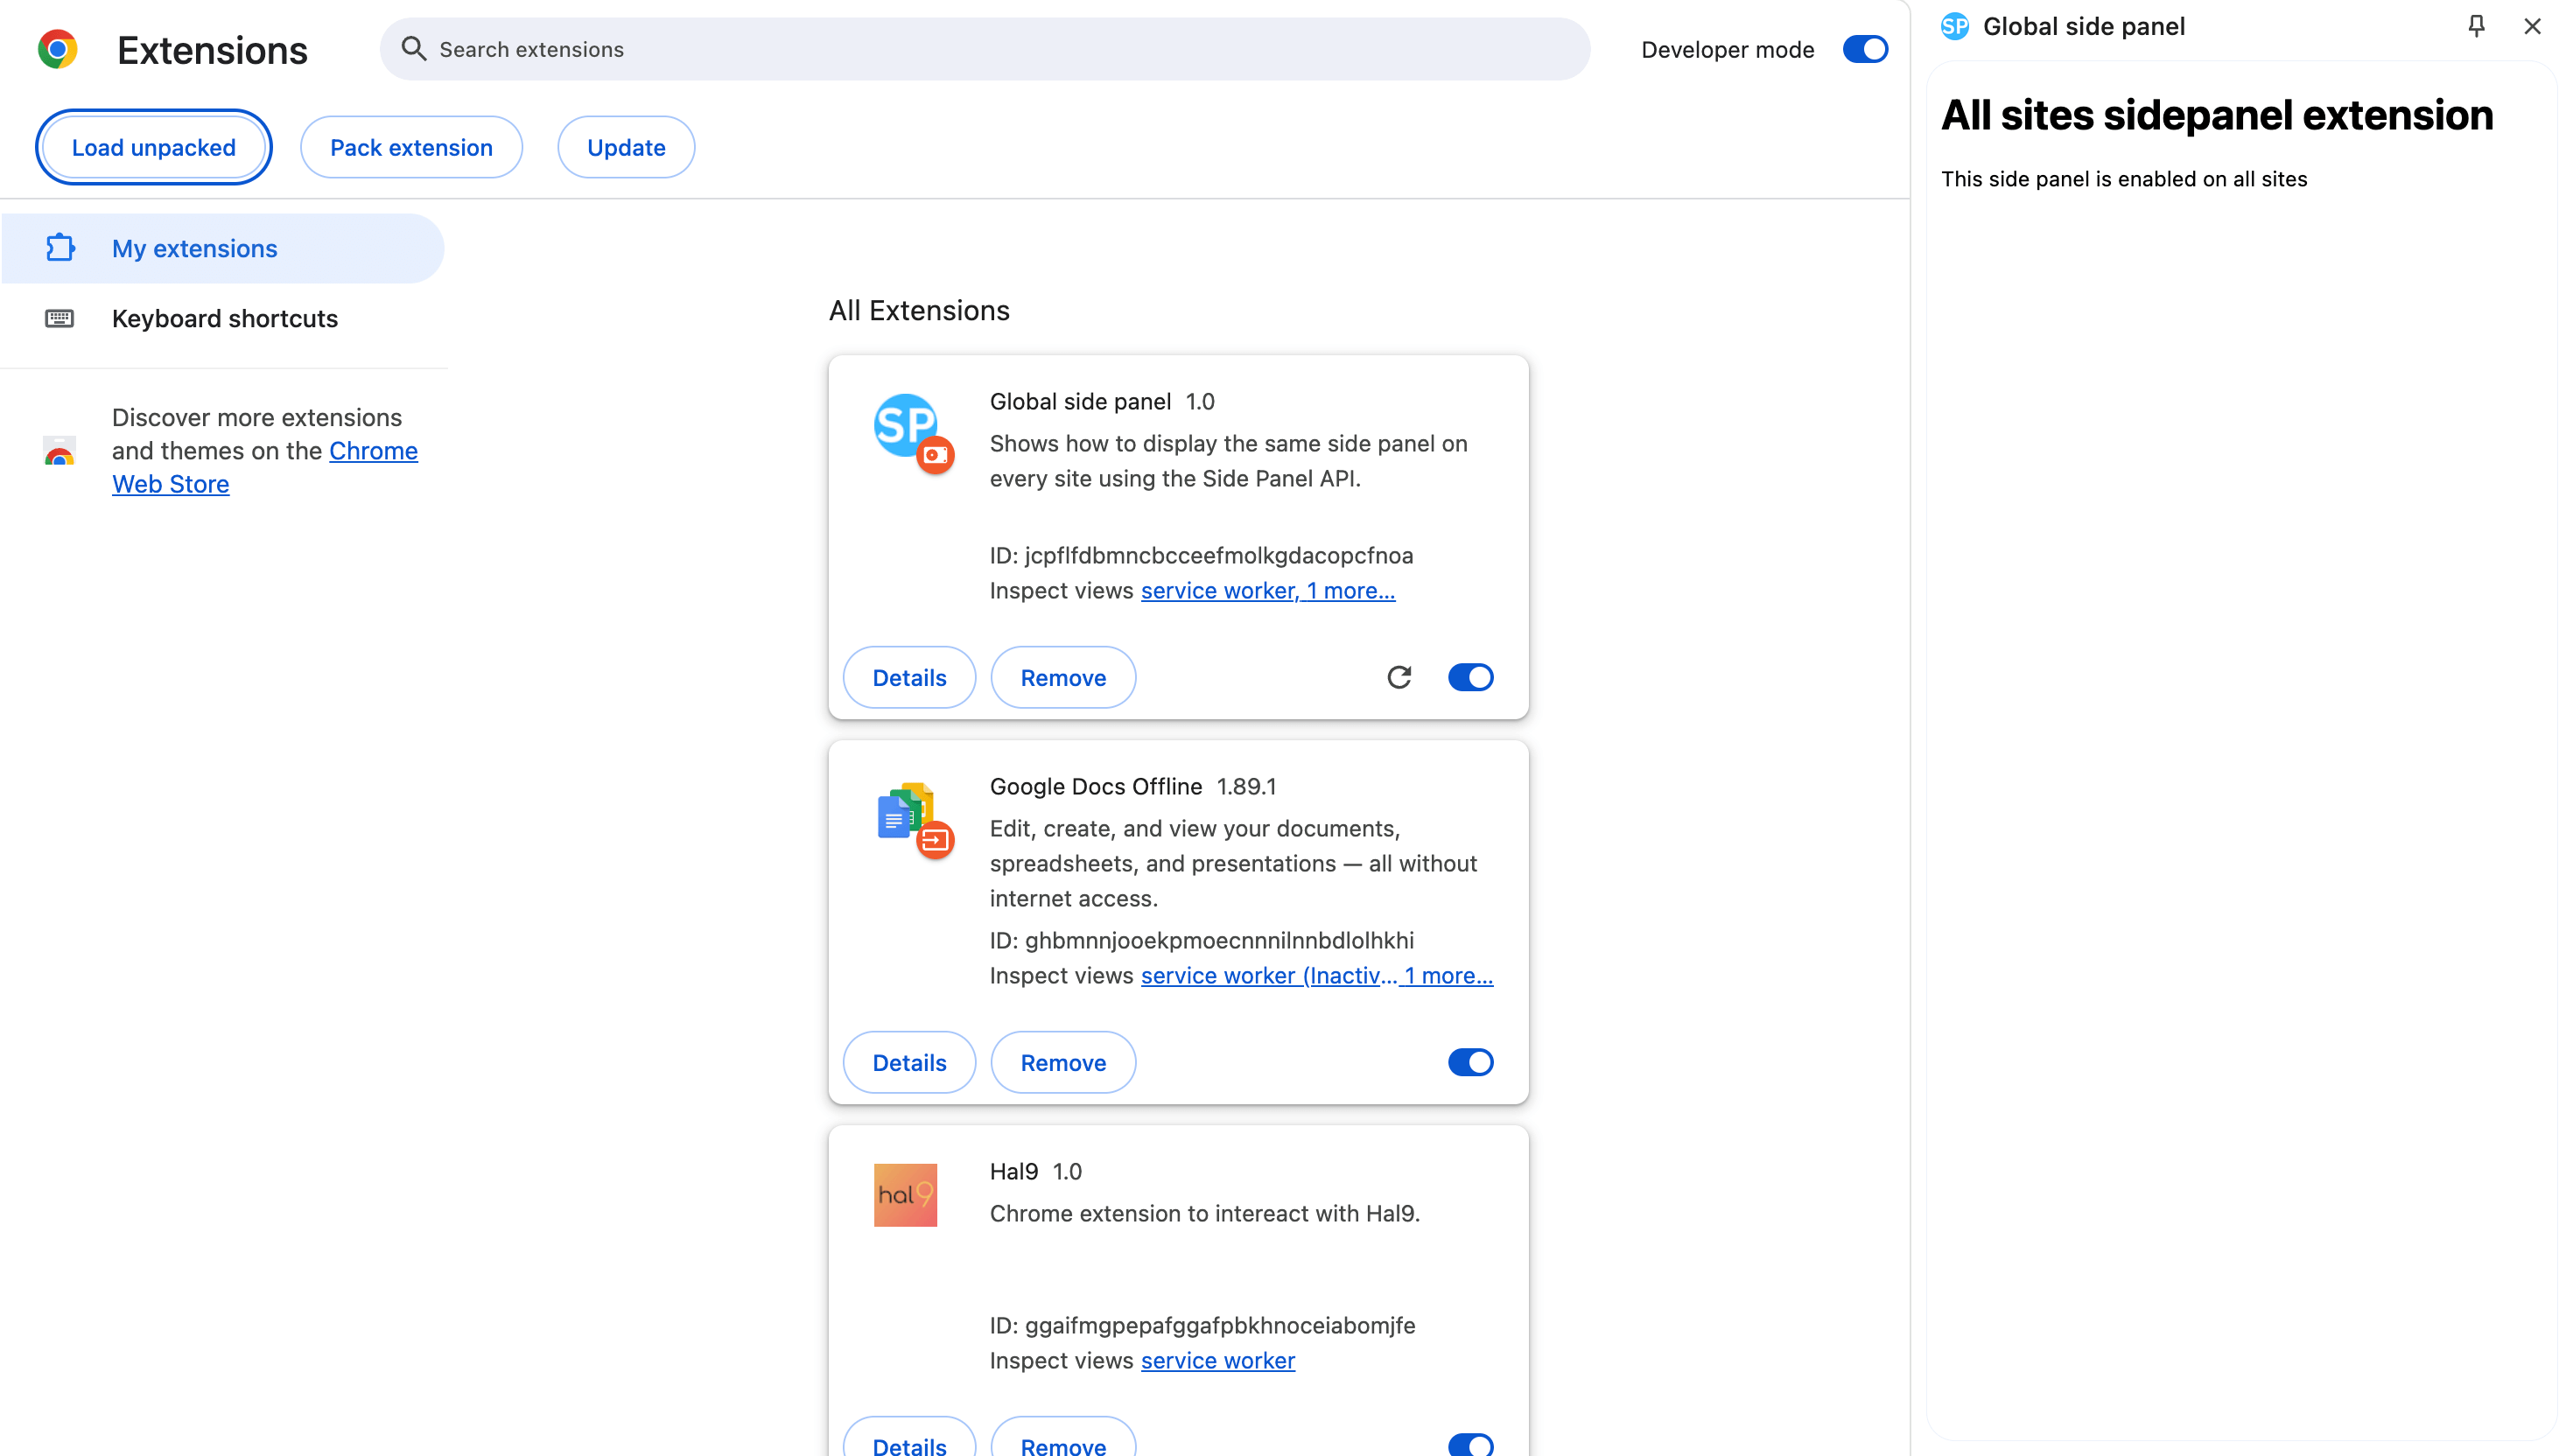 Extensions
Search extensions
Developer mode
Load unpacked
Pack extension
Update
My extensions
Keyboard shortcuts
Discover more extensions
and themes on the Chrome
Web Store
All Extensions
SP
Global side panel 1.0
Shows how to display the same side panel on
every site using the Side Panel API.
ID: jcpflfdbmncbcceefmolkgdacopcfnoa
Inspect views service worker, 1 more...
Details
Remove
Google Docs Offline 1.89.1
Edit, create, and view your documents,
spreadsheets, and presentations — all without
internet access.
ID: ghbmnnjooekpmoecnnnilnnbdlolhkhi
Inspect views service worker (Inactiv... 1 more...
Details
Remove
hal9
Hal9 1.0
Chrome extension to intereact with Hal9.
ID: ggaifmgpepafggafpbkhnoceiabomjfe
Inspect views service worker
Details
Remove
SP Global side panel
All sites sidepanel extension
This side panel is enabled on all sites